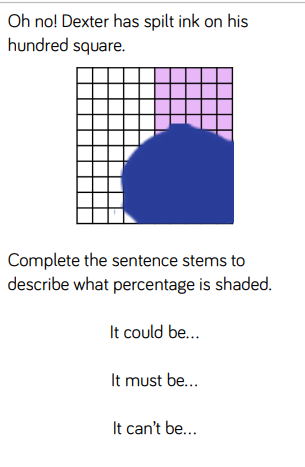 Oh no! Dexter has spilt ink on his
hundred square.
Complete the sentence stems to
describe what percentage is shaded.
It could be...
It must be...
It can't be...